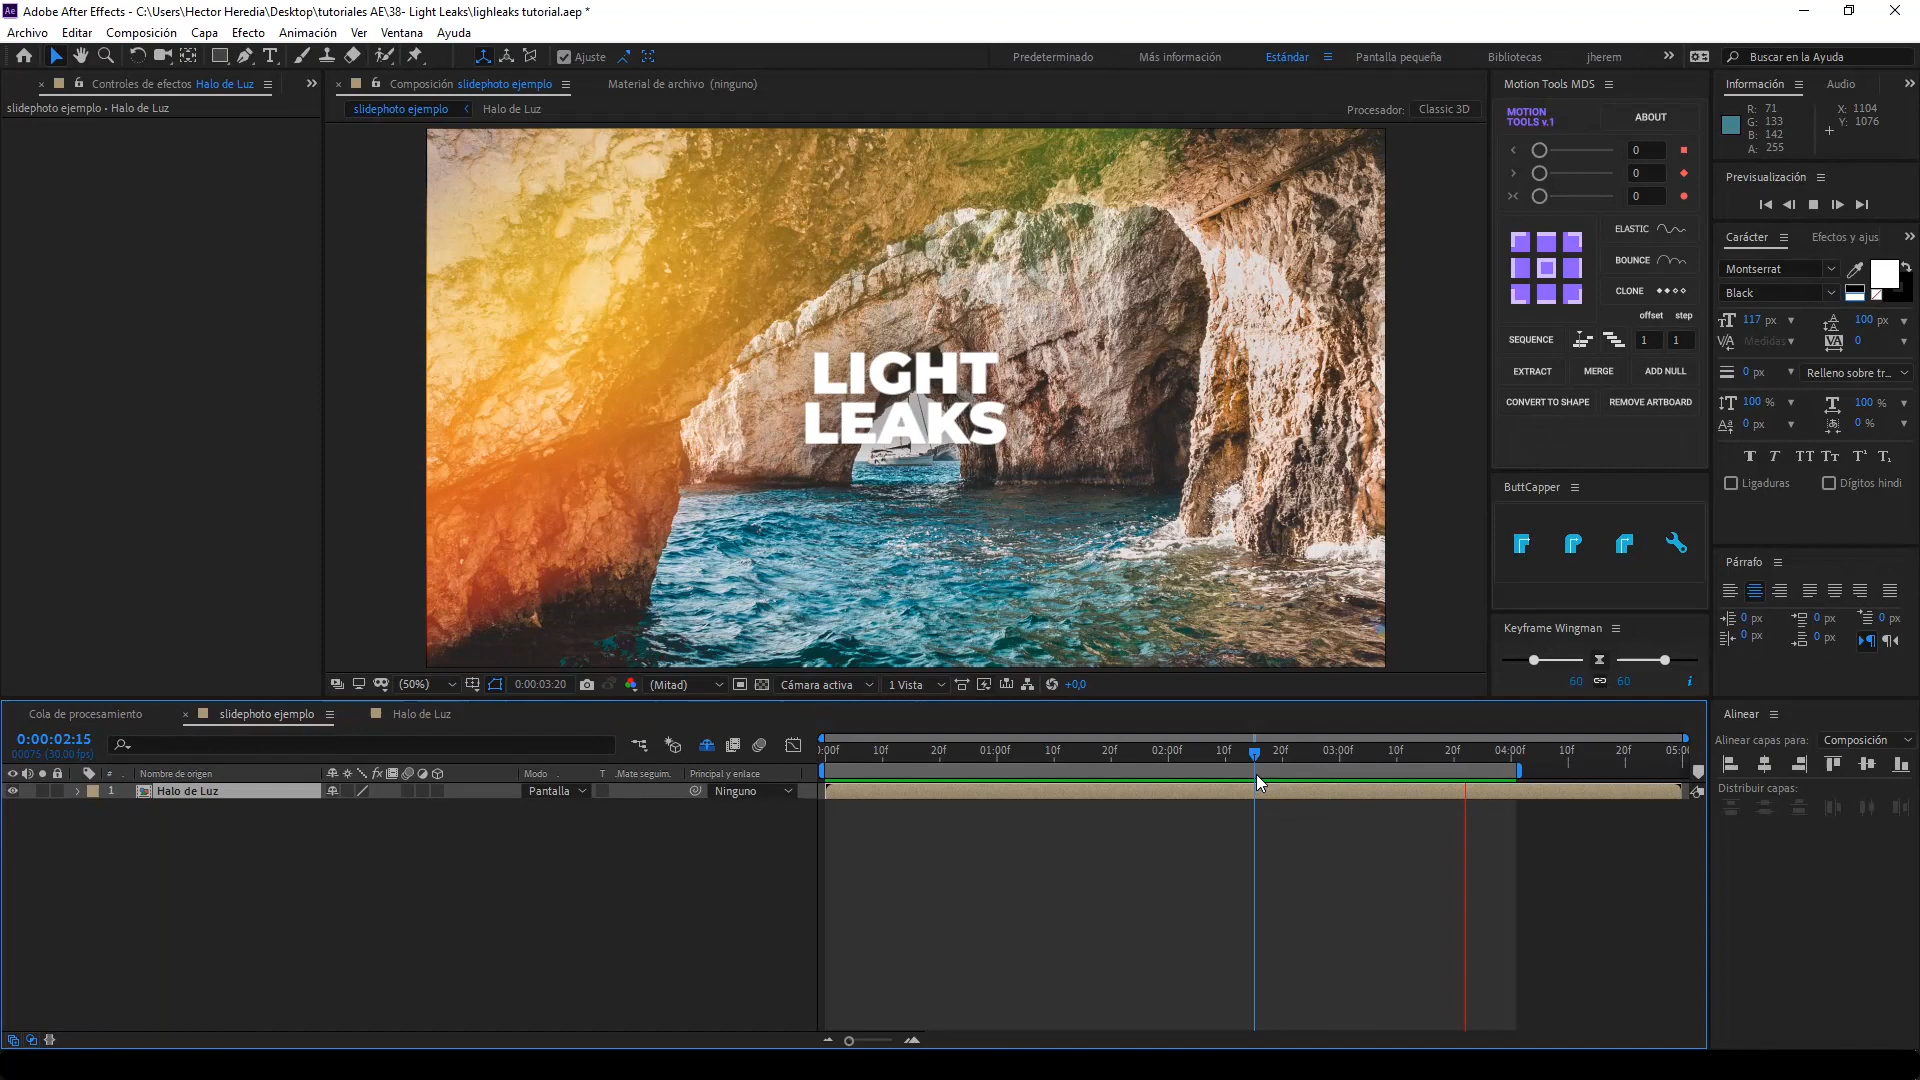 Ae Adobe After Effects - C:\Users\Hector Heredia\Desktop\tutoriales AE\38- Light Leaks\lighleaks tutorial.aep *
Archivo Editar Composición Capa Efecto Animación Ver Ventana Ayuda
Ajuste Predeterminado Más información Estándar Pantalla pequeña Bibliotecas jherem Buscar en la Ayuda
Controles de efectos Halo de Luz
slidephoto ejemplo • Halo de Luz
Composición slidephoto ejemplo Material de archivo (ninguno)
slidephoto ejemplo Halo de Luz Procesador: Classic 3D
LIGHT
LEAKS
(50%) 0:00:03:20 (Mitad) Cámara activa 1 Vista +0,0
Motion Tools MDS
MOTION
TOOLS v.1
ABOUT
0
0
0
ELASTIC
BOUNCE
CLONE
offset step
SEQUENCE 1 1
EXTRACT MERGE ADD NULL
CONVERT TO SHAPE REMOVE ARTBOARD
ButtCapper
Keyframe Wingman
60 60 i
Información Audio
R: 71
G: 133
B: 142
A: 255
X: 1104
Y: 1076
Previsualización
Carácter Efectos y ajus
Montserrat
Black
117 px 100 px
Medidas 0
0 px Relleno sobre tr...
100 % 100 %
0 px 0 %
Ligaduras Dígitos hindi
Párrafo
0 px 0 px 0 px
0 px 0 px
Cola de procesamiento slidephoto ejemplo Halo de Luz
0:00:02:15
00075 (30.00 fps)
:00f 10f 20f 01:00f 10f 20f 02:00f 10f 20f 03:00f 10f 20f 04:00f 10f 20f 05:0
# Nombre de origen fx Modo T .Mate seguim. Principal y enlace
1 Halo de Luz Pantalla Ninguno
Alinear
Alinear capas para: Composición
Distribuir capas: